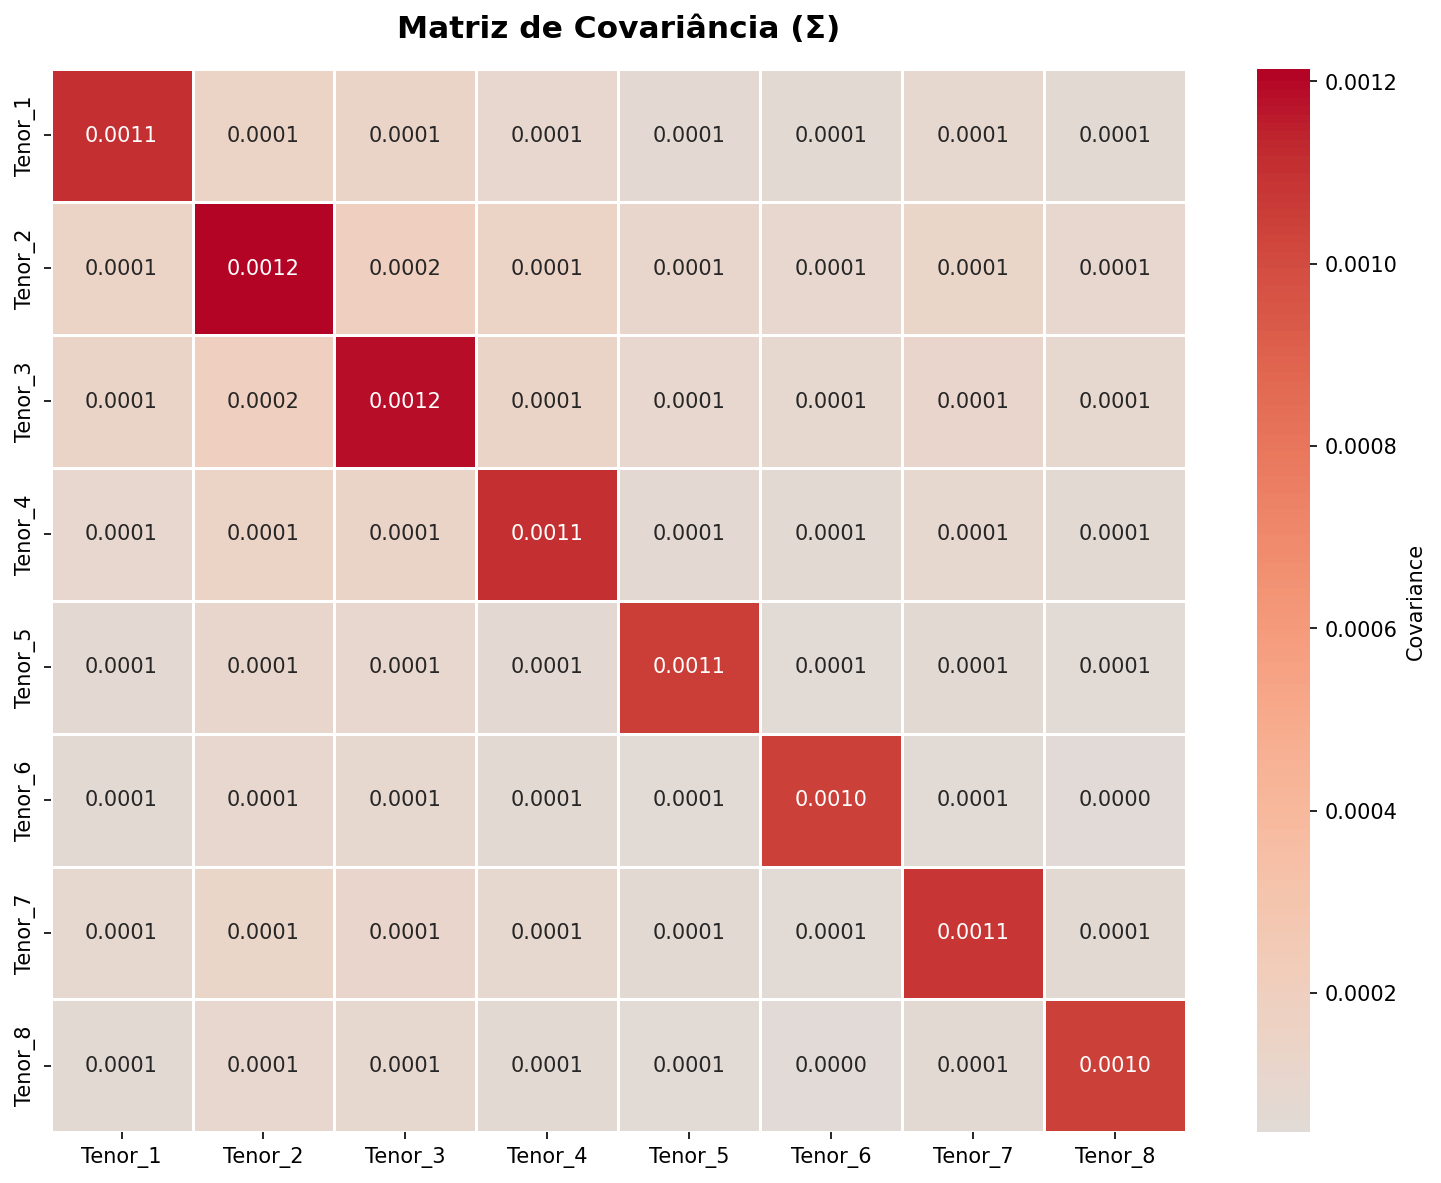 Matriz de Covariância (Σ)
Tenor_1 0.0011 0.0001 0.0001 0.0001 0.0001 0.0001 0.0001 0.0001
Tenor_2 0.0001 0.0012 0.0002 0.0001 0.0001 0.0001 0.0001 0.0001
Tenor_3 0.0001 0.0002 0.0012 0.0001 0.0001 0.0001 0.0001 0.0001
Tenor_4 0.0001 0.0001 0.0001 0.0011 0.0001 0.0001 0.0001 0.0001
Tenor_5 0.0001 0.0001 0.0001 0.0001 0.0011 0.0001 0.0001 0.0001
Tenor_6 0.0001 0.0001 0.0001 0.0001 0.0001 0.0010 0.0001 0.0000
Tenor_7 0.0001 0.0001 0.0001 0.0001 0.0001 0.0001 0.0011 0.0001
Tenor_8 0.0001 0.0001 0.0001 0.0001 0.0001 0.0000 0.0001 0.0010
Tenor_1 Tenor_2 Tenor_3 Tenor_4 Tenor_5 Tenor_6 Tenor_7 Tenor_8
0.0012
0.0010
0.0008
0.0006
0.0004
0.0002
Covariance